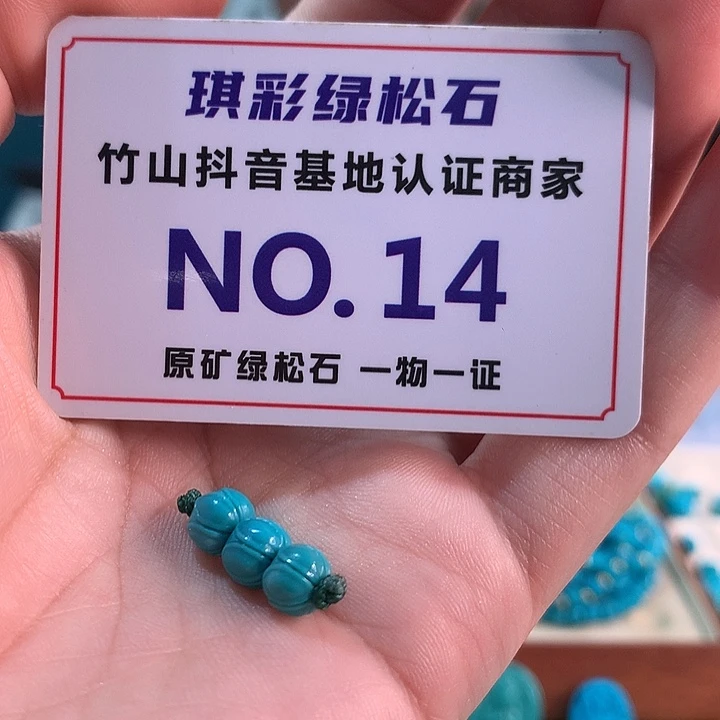 琪彩绿松石
竹山抖音基地认证商家
NO.14
原矿绿松石 一物一证